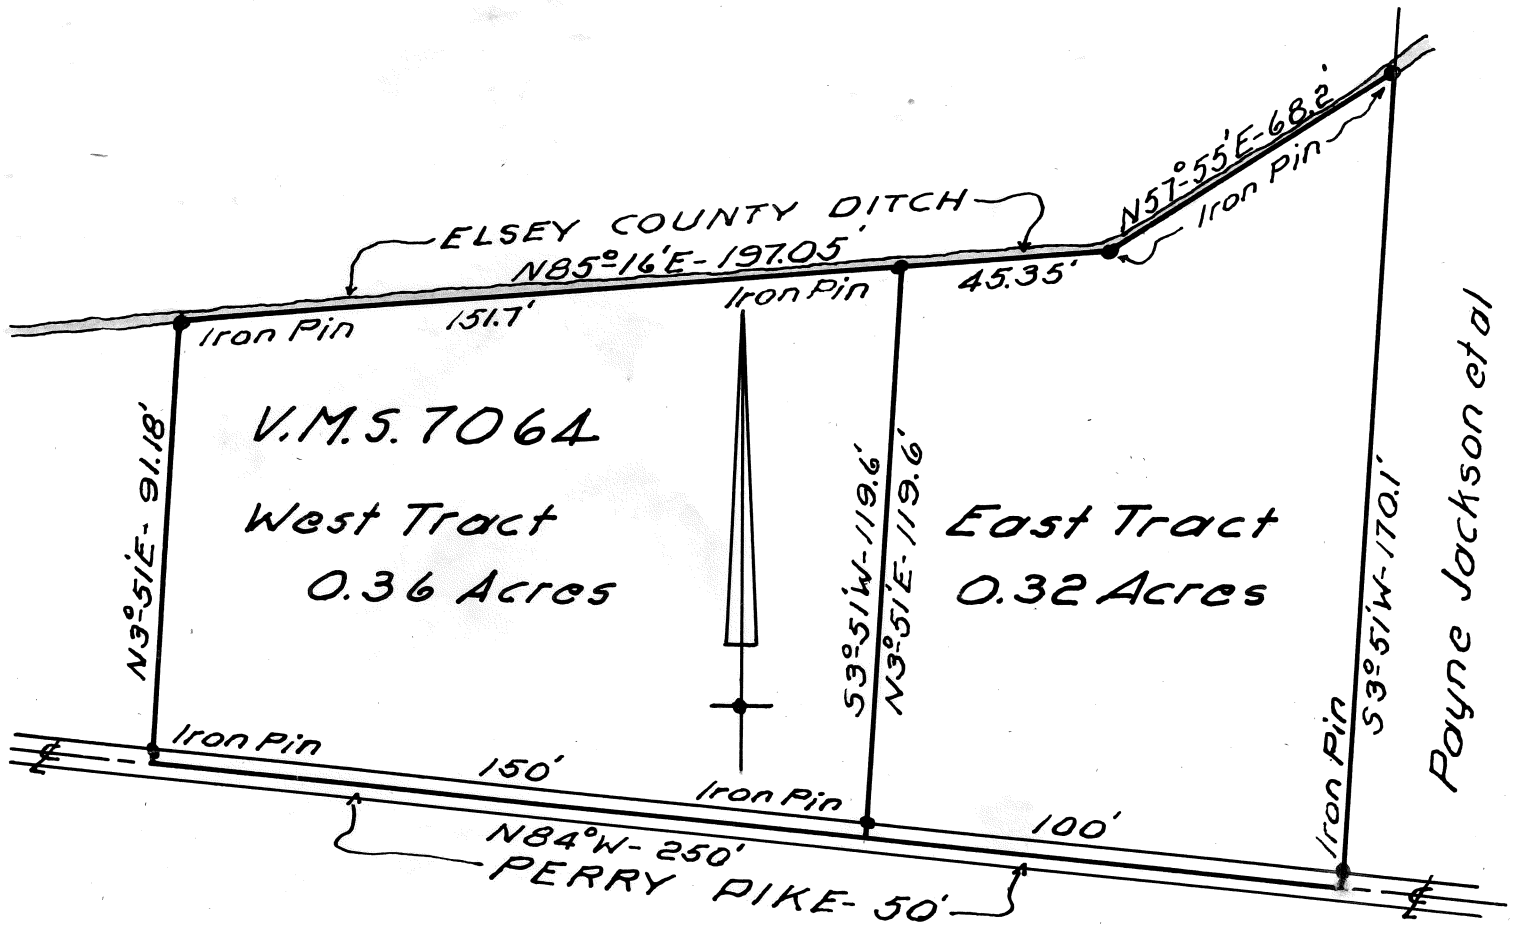 N57°-55'E-68.2'
Iron Pin
ELSEY COUNTY DITCH
N85°16'E-197.05'
45.35'
Iron Pin
151.7'
Iron Pin
V.M.S. 7064
N3°-51'E- 91.18'
West Tract
0.36 Acres
S3°-51'W-119.6'
N3°-51'E-119.6'
East Tract
0.32 Acres
S3°-51'W-170.1'
Payne Jackson et al
Iron Pin
150'
Iron Pin
100'
Iron Pin
N84°W- 250'
PERRY PIKE- 50'
℄
℄